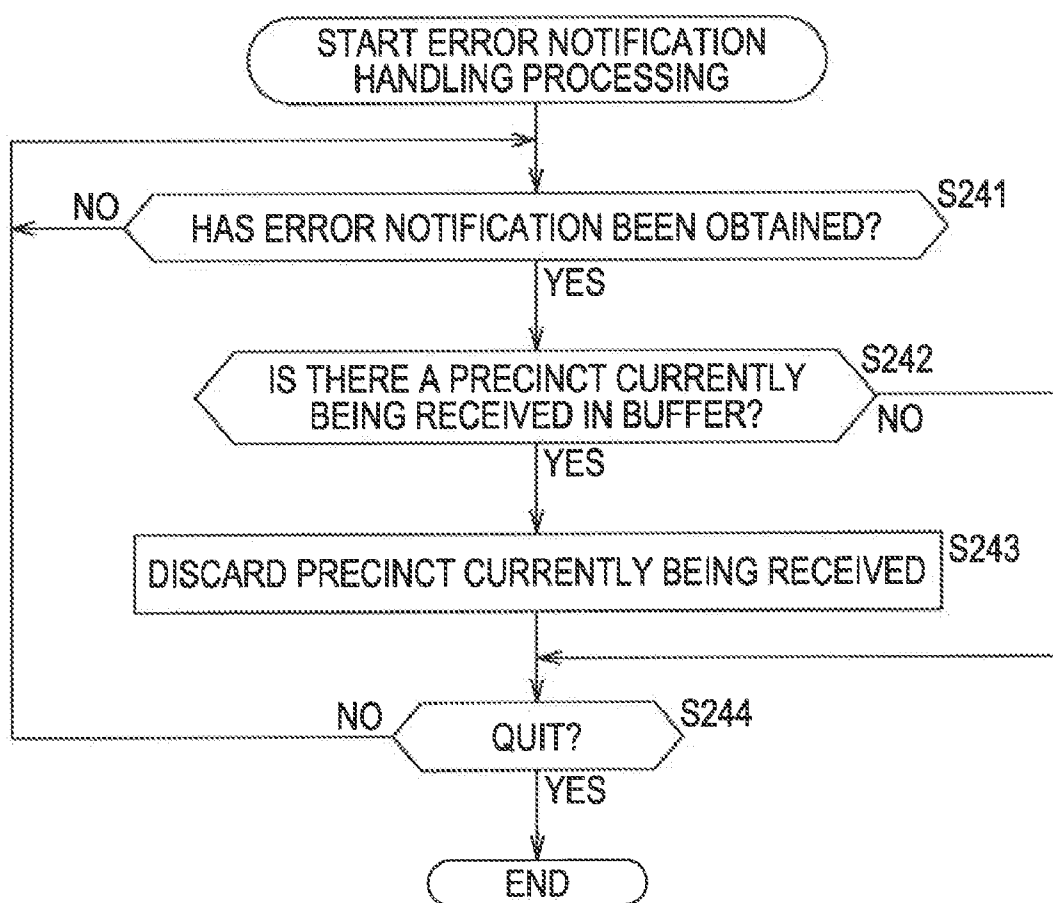 START ERROR NOTIFICATION
HANDLING PROCESSING
NO
HAS ERROR NOTIFICATION BEEN OBTAINED?
S241
YES
IS THERE A PRECINCT CURRENTLY
BEING RECEIVED IN BUFFER?
S242
NO
YES
DISCARD PRECINCT CURRENTLY BEING RECEIVED
S243
NO
QUIT?
S244
YES
END